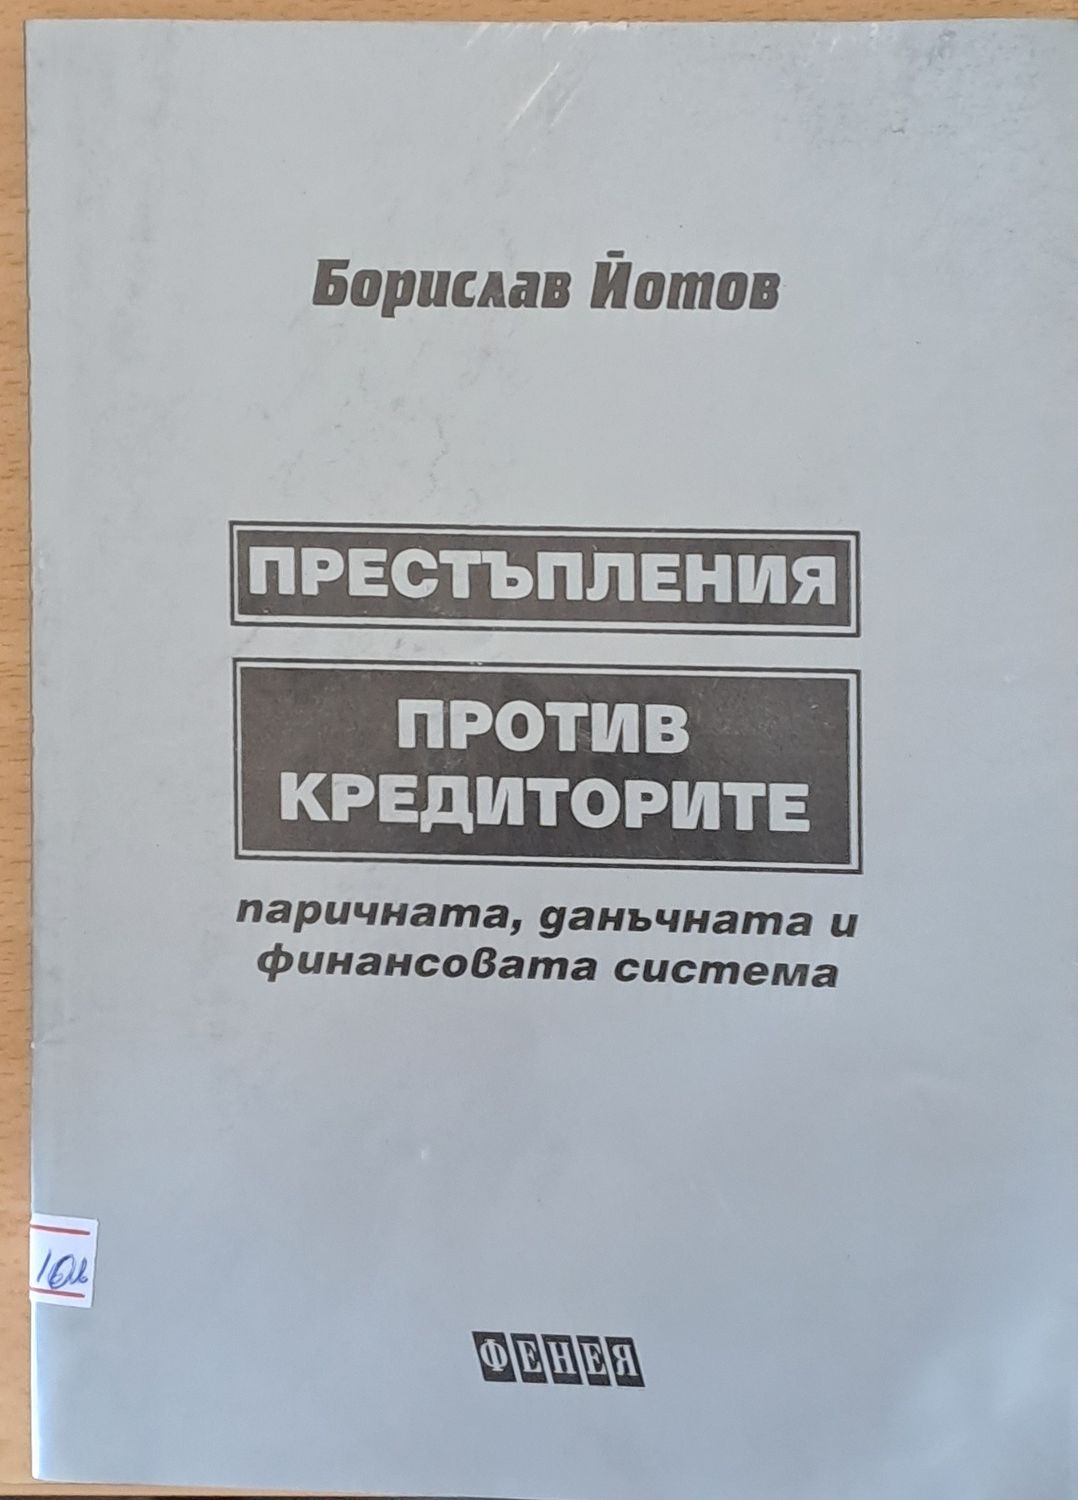 Борислав Йотов
ПРЕСТЪПЛЕНИЯ
ПРОТИВ
КРЕДИТОРИТЕ
паричната, данъчната и
финансовата система
ФЕНЕЯ